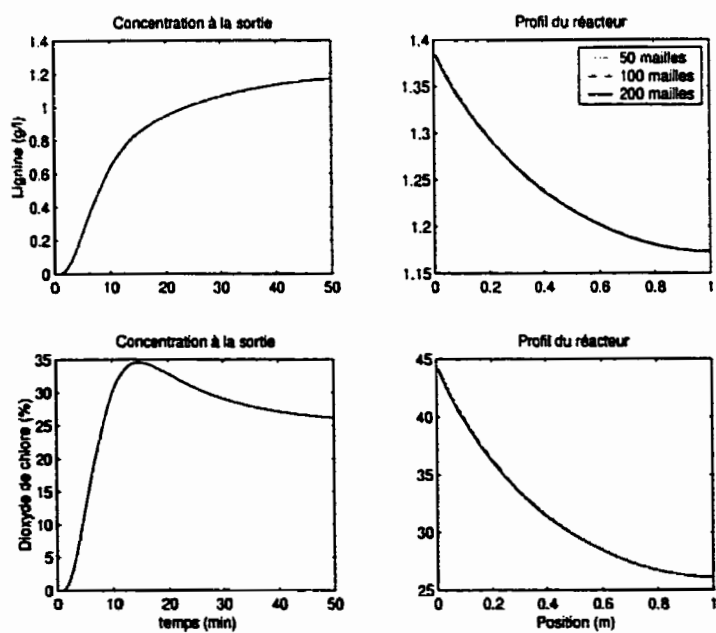 Concentration à la sortie
Profil du réacteur
1.4
1.2
1
0.8
0.6
0.4
0.2
0
Lignine (g/l)
0 10 20 30 40 50
1.4
1.35
1.3
1.25
1.2
1.15
50 mailles
100 mailles
200 mailles
0 0.2 0.4 0.6 0.8 1
Concentration à la sortie
Profil du réacteur
35
30
25
20
15
10
5
0
Dioxyde de chlore (%)
0 10 20 30 40 50
temps (min)
45
40
35
30
25
0 0.2 0.4 0.6 0.8 1
Position (m)